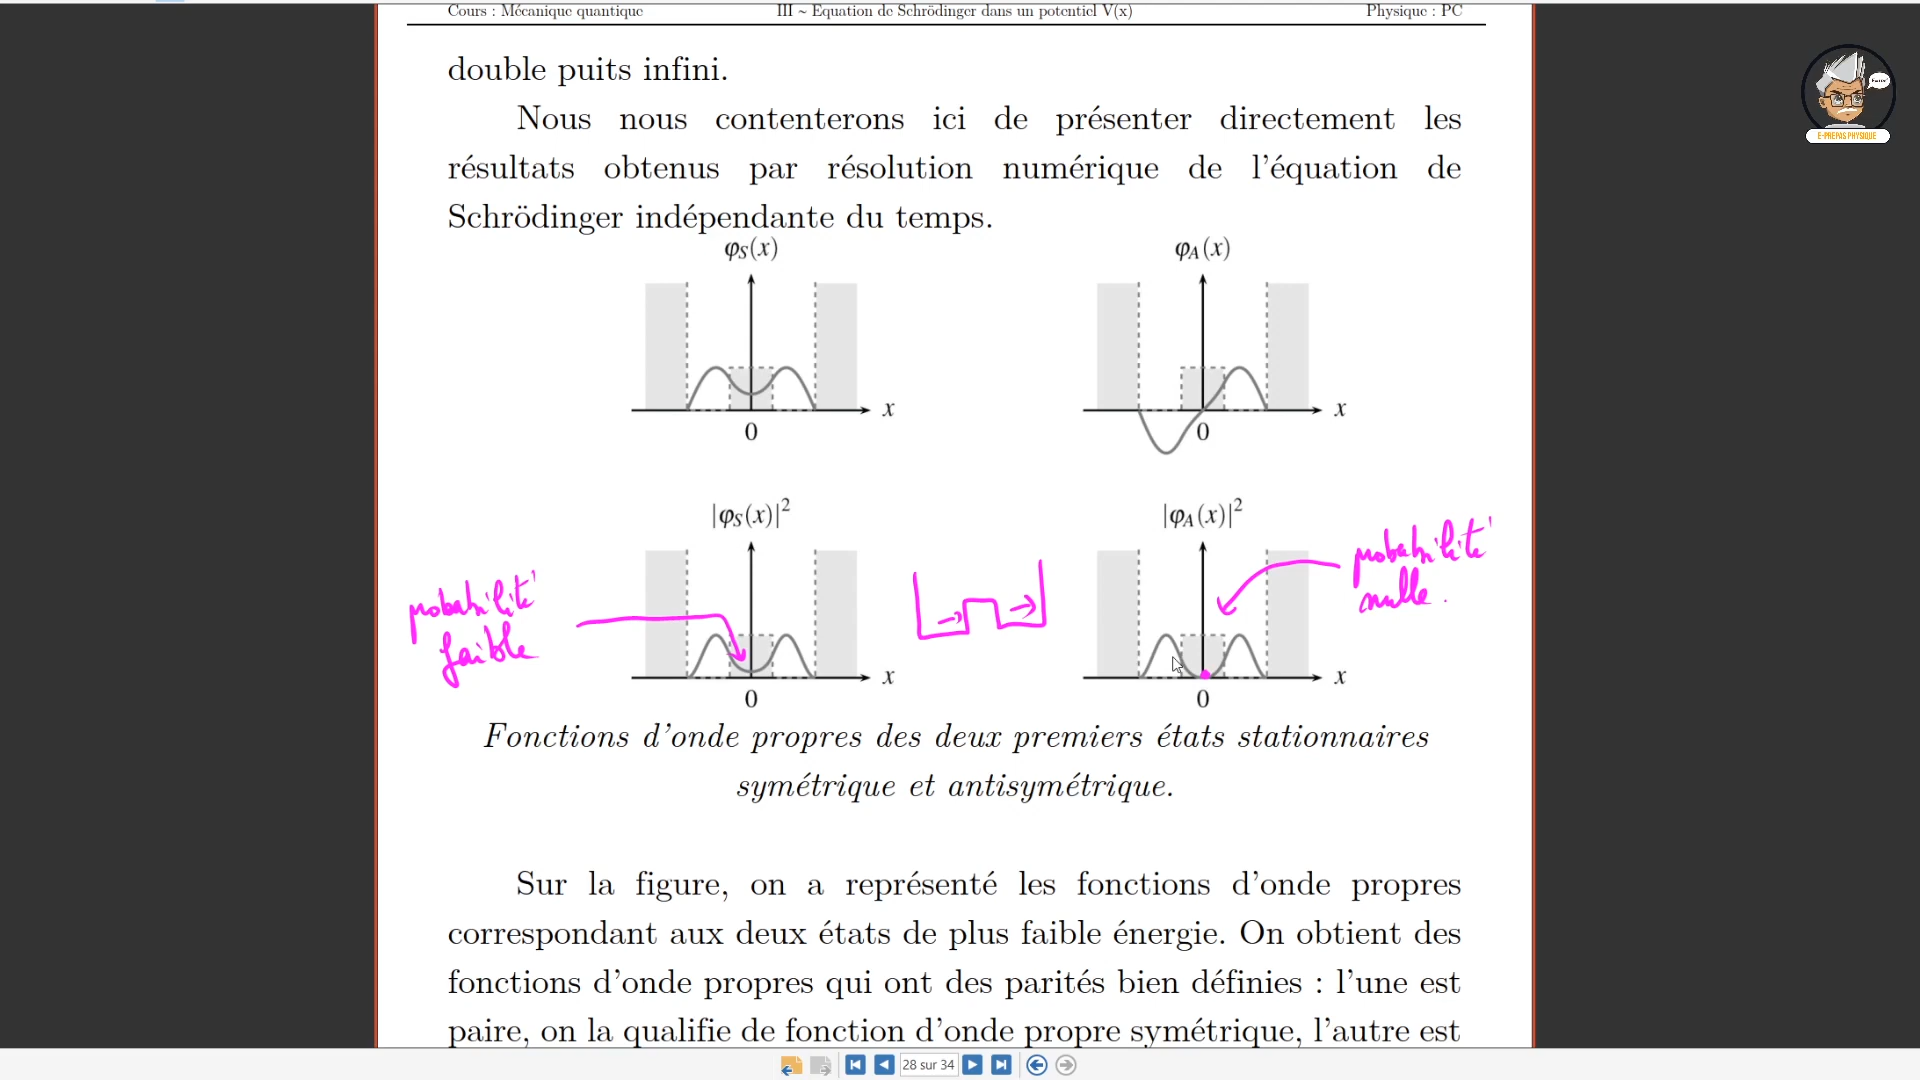 Cours : Mécanique quantique III ~ Equation de Schrödinger dans un potentiel V(x) Physique : PC
double puits infini.
Nous nous contenterons ici de présenter directement les
résultats obtenus par résolution numérique de l'équation de
Schrödinger indépendante du temps.
φS(x) φA(x)
x x
0 0
|φS(x)|² |φA(x)|²
probabilité
nulle.
probabilité
faible
x x
0 0
Fonctions d'onde propres des deux premiers états stationnaires
symétrique et antisymétrique.
Sur la figure, on a représenté les fonctions d'onde propres
correspondant aux deux états de plus faible énergie. On obtient des
fonctions d'onde propres qui ont des parités bien définies : l'une est
paire, on la qualifie de fonction d'onde propre symétrique, l'autre est
E-PREPAS PHYSIQUE
28 sur 34